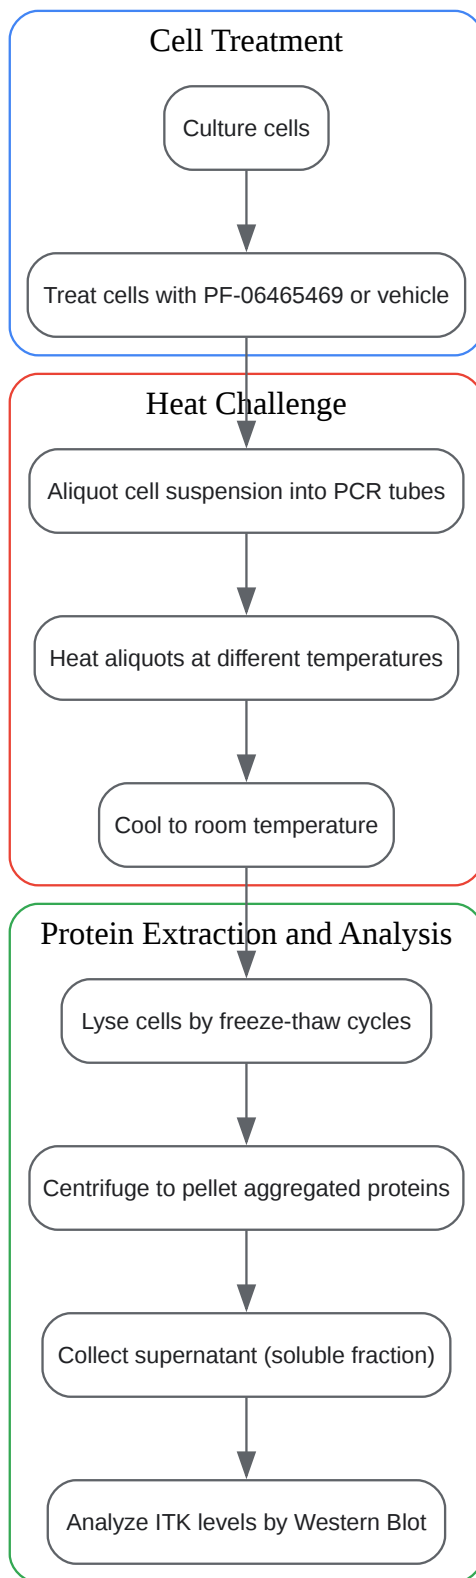 Cell Treatment
Culture cells
Treat cells with PF-06465469 or vehicle
Heat Challenge
Aliquot cell suspension into PCR tubes
Heat aliquots at different temperatures
Cool to room temperature
Protein Extraction and Analysis
Lyse cells by freeze-thaw cycles
Centrifuge to pellet aggregated proteins
Collect supernatant (soluble fraction)
Analyze ITK levels by Western Blot